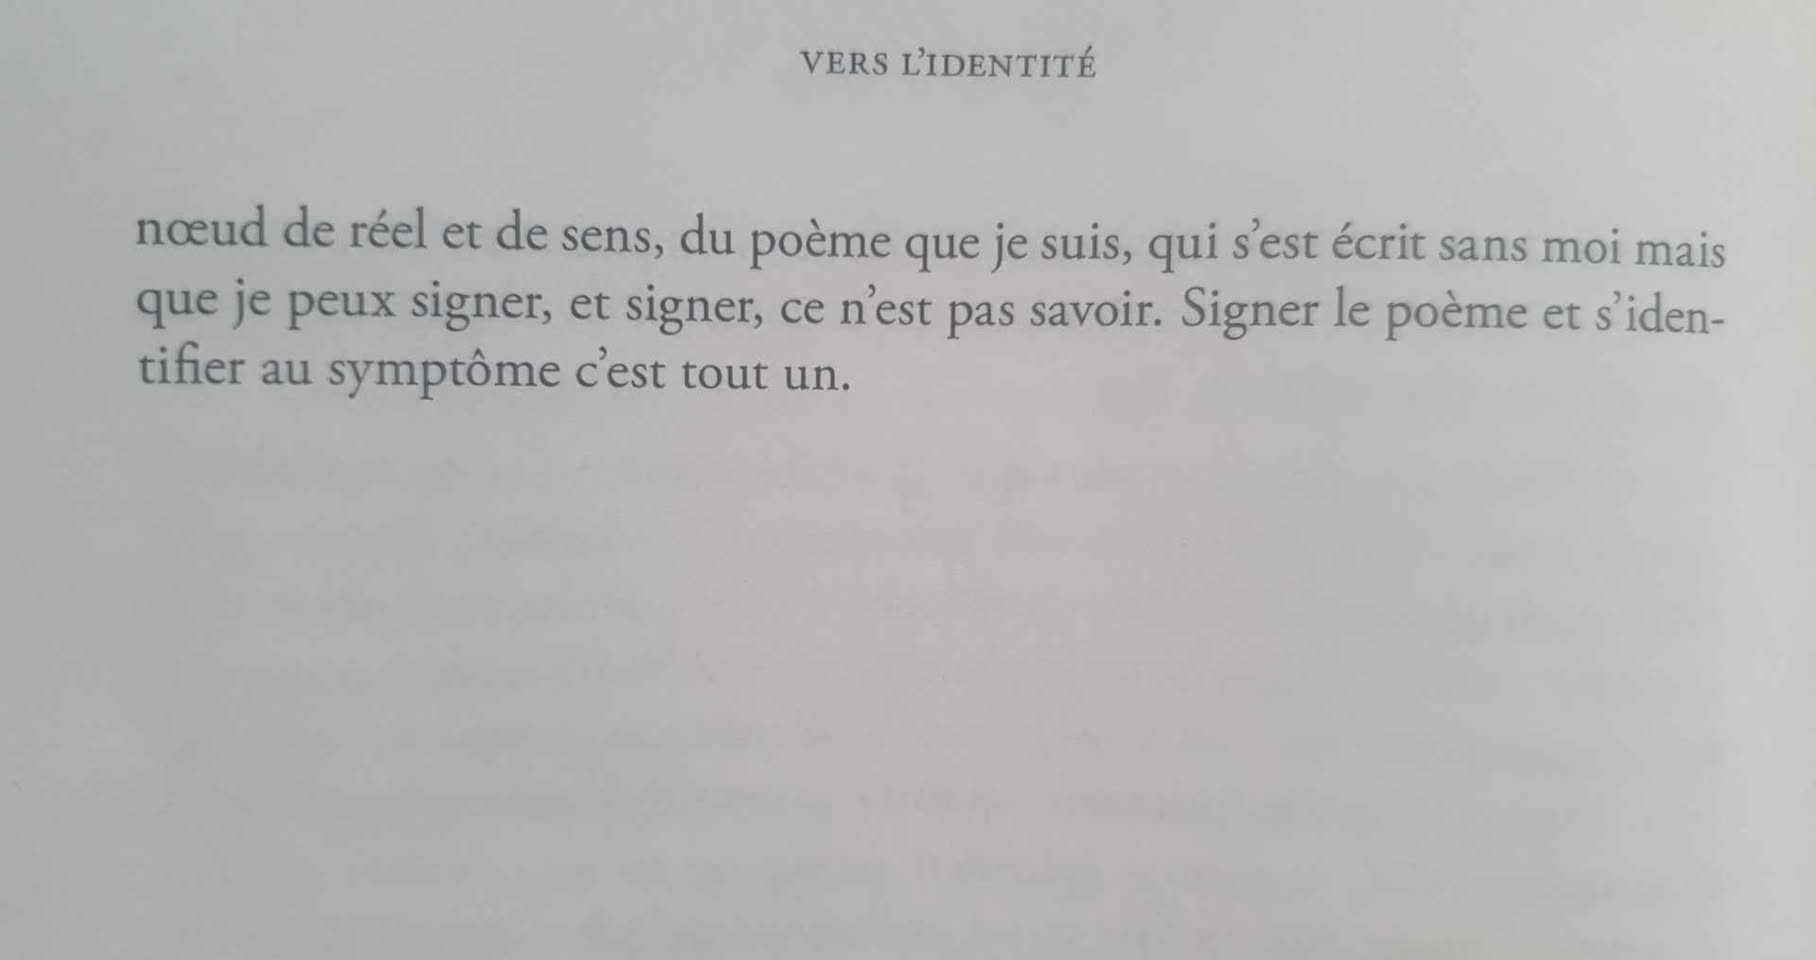 VERS L'IDENTITÉ
nœud de réel et de sens, du poème que je suis, qui s'est écrit sans moi mais
que je peux signer, et signer, ce n'est pas savoir. Signer le poème et s'iden-
tifier au symptôme c'est tout un.